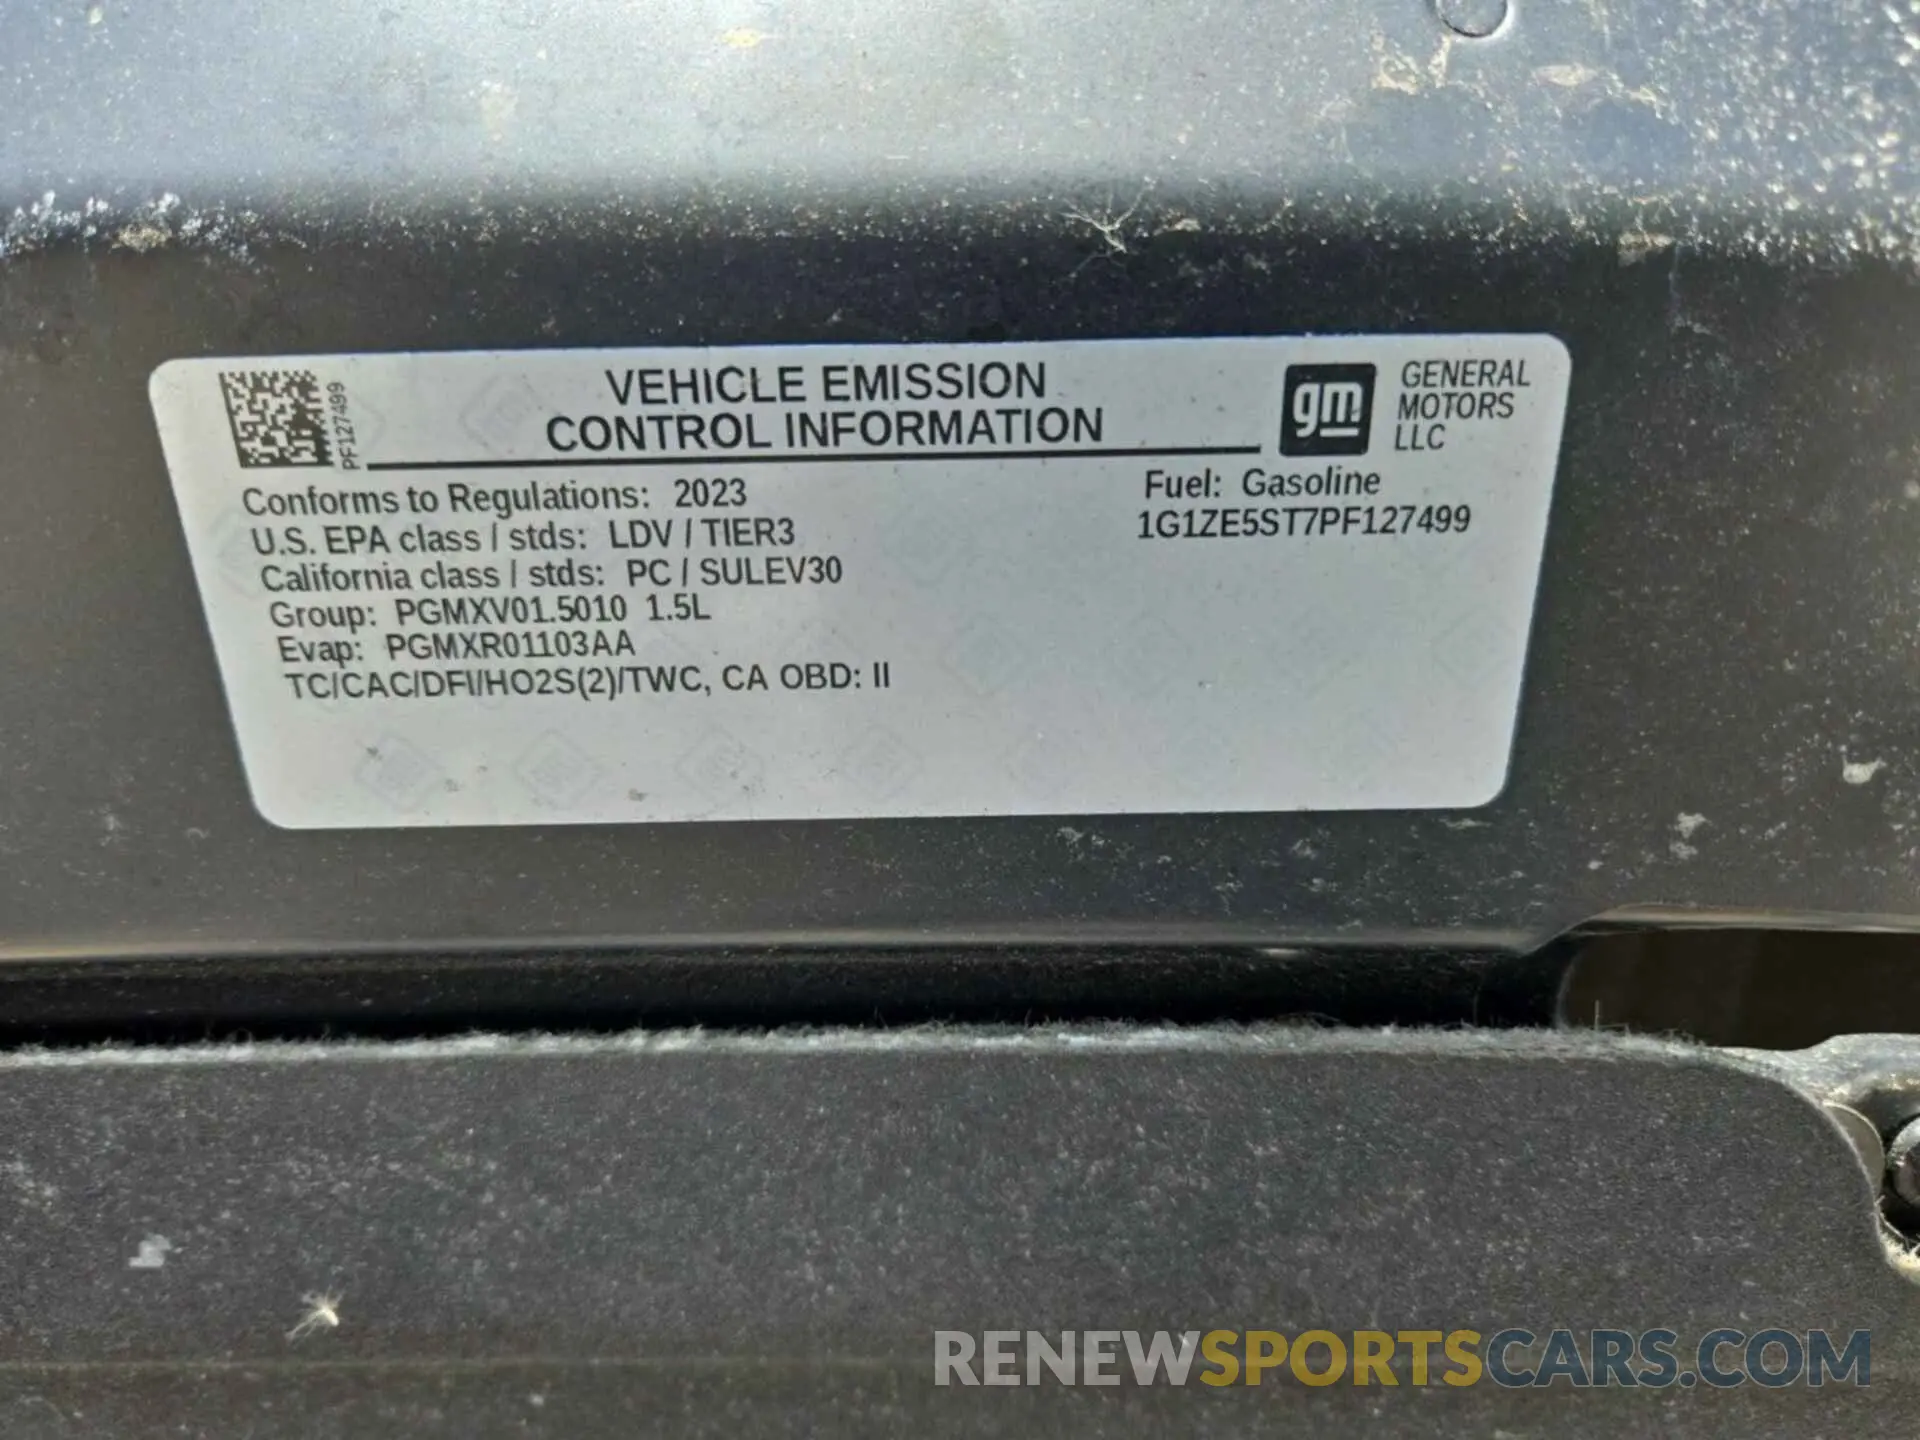 PF127499
VEHICLE EMISSION
CONTROL INFORMATION
gm
GENERAL
MOTORS
LLC
Conforms to Regulations: 2023
U.S. EPA class / stds: LDV / TIER3
California class / stds: PC / SULEV30
Group: PGMXV01.5010 1.5L
Evap: PGMXR01103AA
TC/CAC/DFI/HO2S(2)/TWC, CA OBD: II
Fuel: Gasoline
1G1ZE5ST7PF127499
RENEWSPORTSCARS.COM